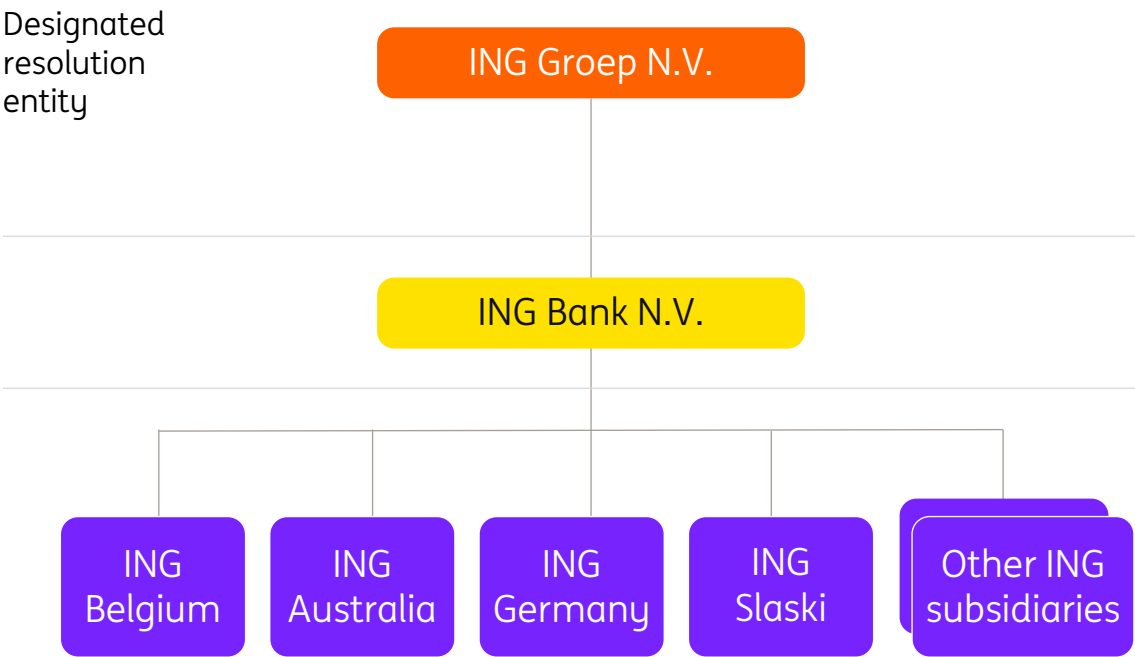 Designated
resolution
entity
ING Groep N.V.
ING Bank N.V.
ING
Belgium
ING
Australia
ING
Germany
ING
Slaski
Other ING
subsidiaries